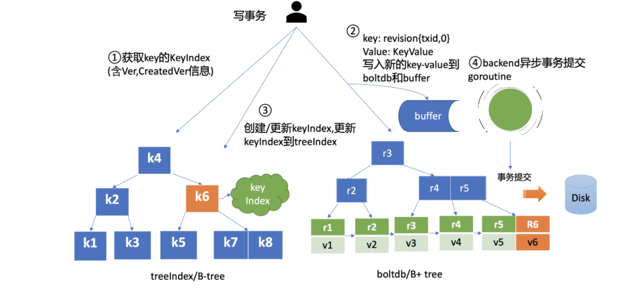 写事务
①获取key的KeyIndex
(含Ver,CreatedVer信息)
②
key: revision{txid,0}
Value: KeyValue
写入新的key-value到
boltdb和buffer
④backend异步事务提交
goroutine
③
创建/更新keyIndex,更新
keyIndex到treeIndex
buffer
事务提交
Disk
k4
k2
k6
key
Index
k1
k3
k5
k7
k8
r3
r2
r4
r5
r1
r2
r3
r4
r5
R6
v1
v2
v3
v4
v5
v6
treeIndex/B-tree
boltdb/B+ tree